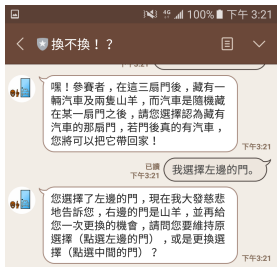 4G 100% 下午 3:21
換不換！？
嘿！參賽者，在這三扇門後，藏有一
輛汽車及兩隻山羊，而汽車是隨機藏
在某一扇門之後，請您選擇認為藏有
汽車的那扇門，若門後真的有汽車，
您將可以把它帶回家！
下午3:21
已讀
下午3:21
我選擇左邊的門。
您選擇了左邊的門，現在我大發慈悲
地告訴您，右邊的門是山羊，並再給
您一次更換的機會，請問您要維持原
選擇（點選左邊的門），或是更換選
擇（點選中間的門）？
下午3:21